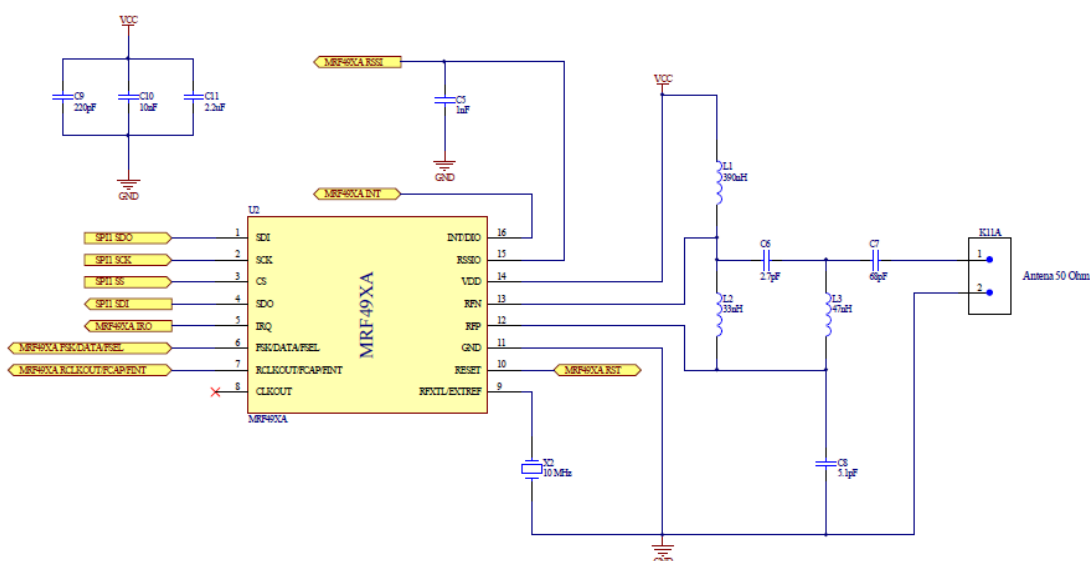 VCC
C9
220pF
C10
10nF
C11
2.2nF
GND
MRF49XA RSSI
C5
1nF
GND
MRF49XA INT
VCC
L1
390nH
C6
2.7pF
C7
68pF
L2
33nH
L3
47nH
K11A
1
2
Antena 50 Ohm
U2
SPI1 SDO 1 SDI
SPI1 SCK 2 SCK
SPI1 SS 3 CS
SPI1 SDI 4 SDO
MRF49XA IRO 5 IRQ
MRF49XA FSK/DATA/FSEL 6 FSK/DATA/FSEL
MRF49XA RCLKOUT/FCAP/FINT 7 RCLKOUT/FCAP/FINT
8 CLKOUT
MRF49XA
INT/DIO 16
RSSIO 15
VDD 14
RFN 13
RFP 12
GND 11
RESET 10 MRF49XA RST
RFXTL/EXTREF 9
MRF49XA
X2
10 MHz
C8
5.1pF
GND